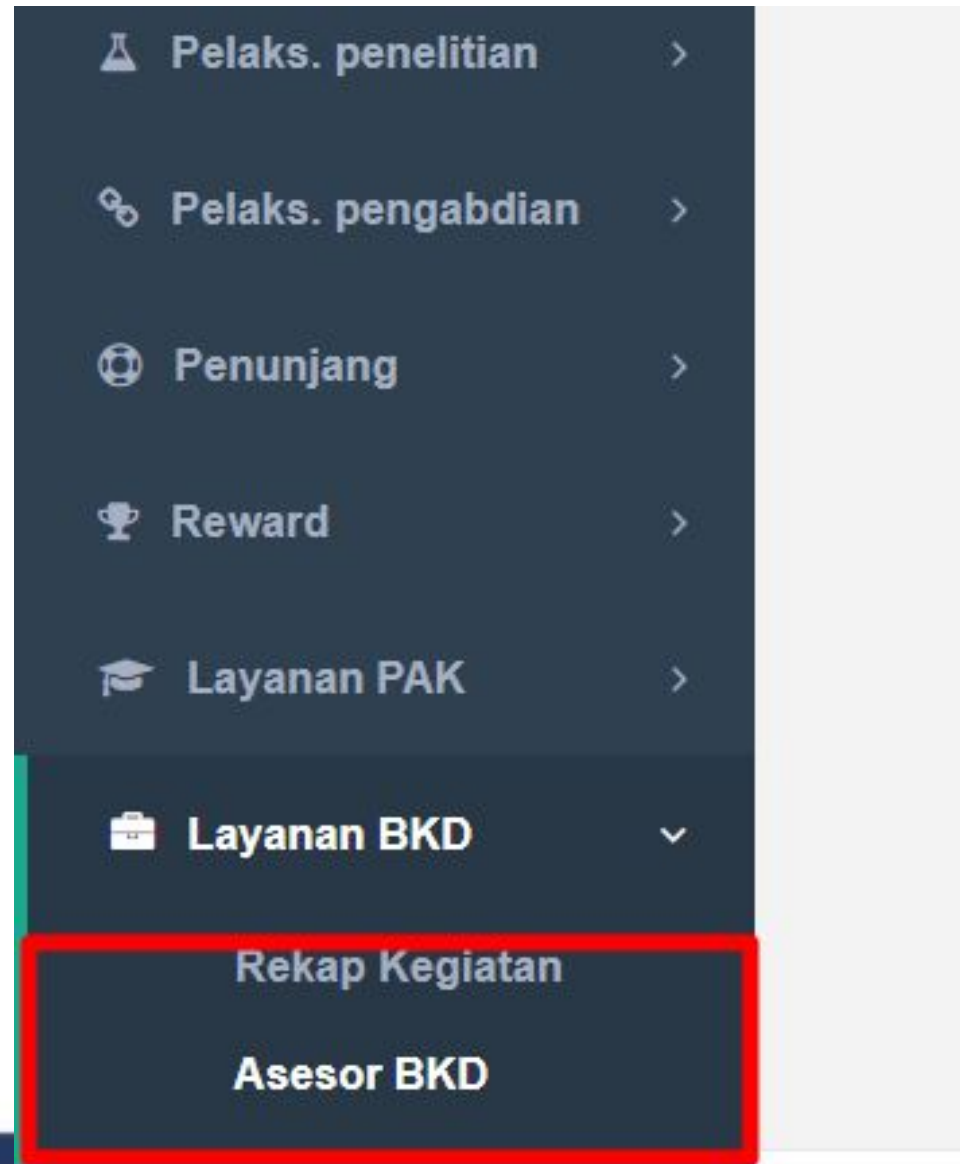 Pelaks. penelitian
Pelaks. pengabdian
Penunjang
Reward
Layanan PAK
Layanan BKD
Rekap Kegiatan
Asesor BKD